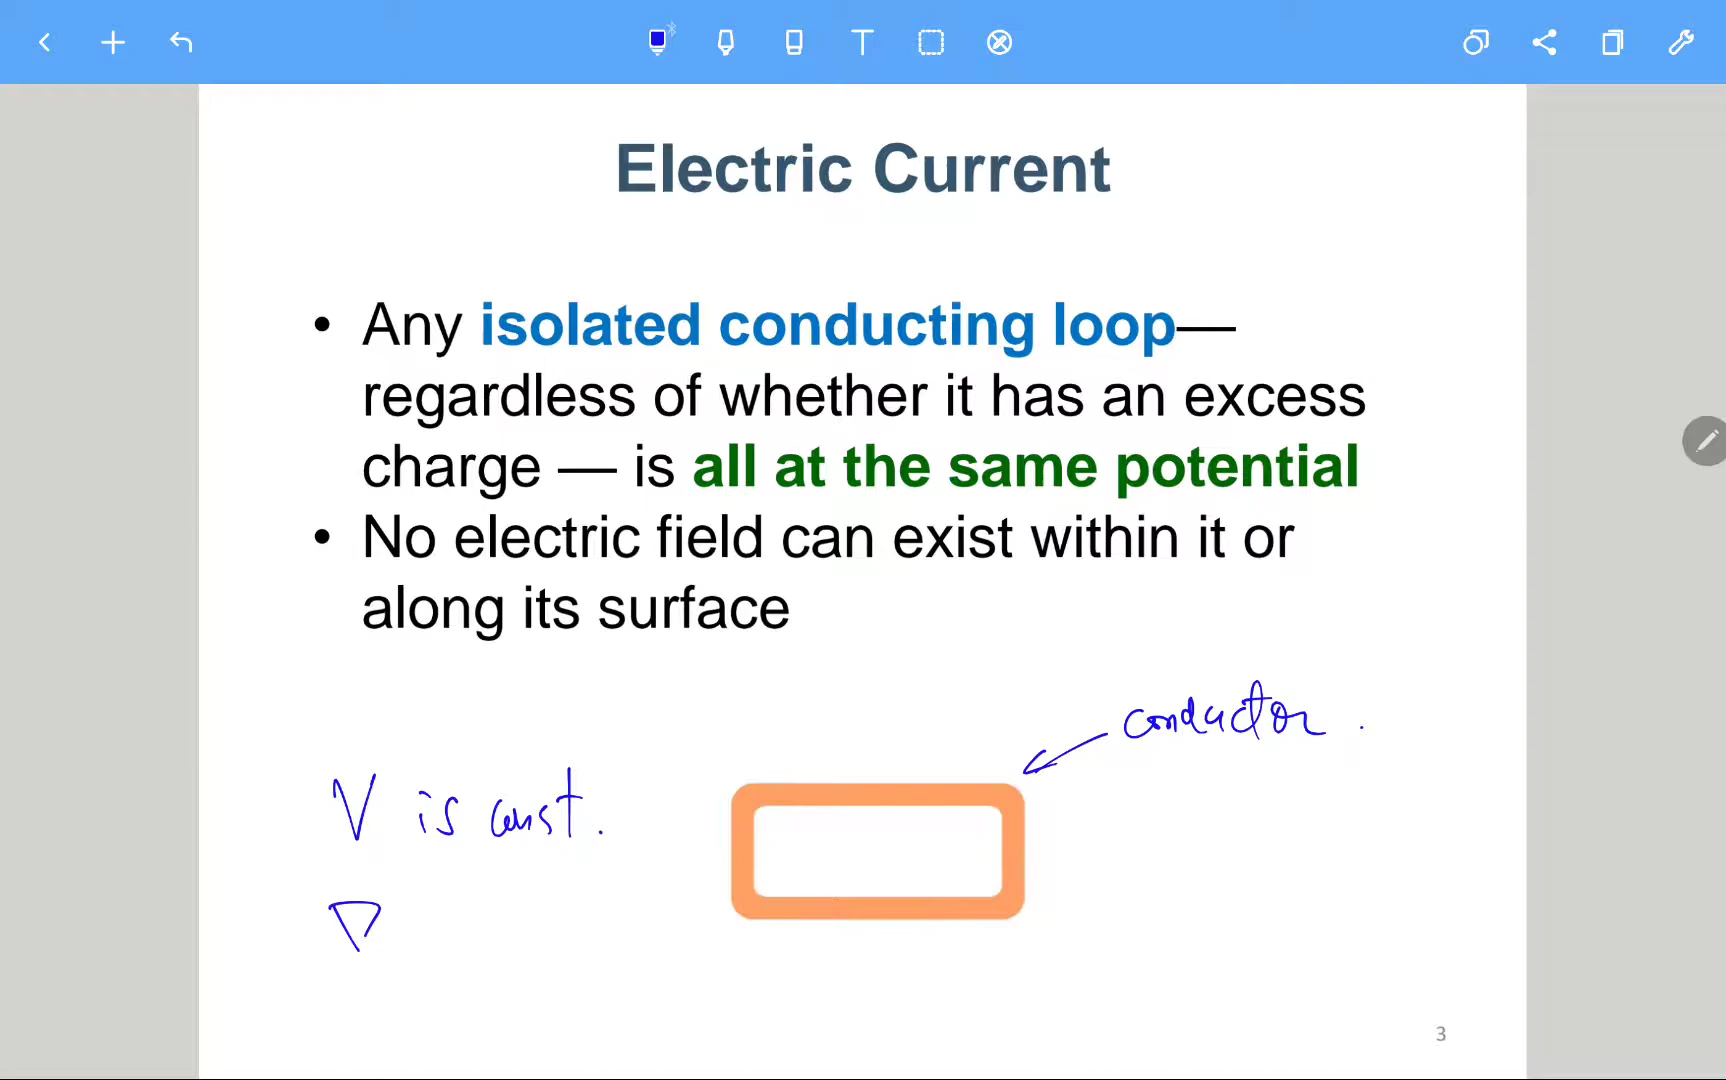 Electric Current
• Any isolated conducting loop—
regardless of whether it has an excess
charge — is all at the same potential
• No electric field can exist within it or
along its surface
conductor.
V is const.
∇
3